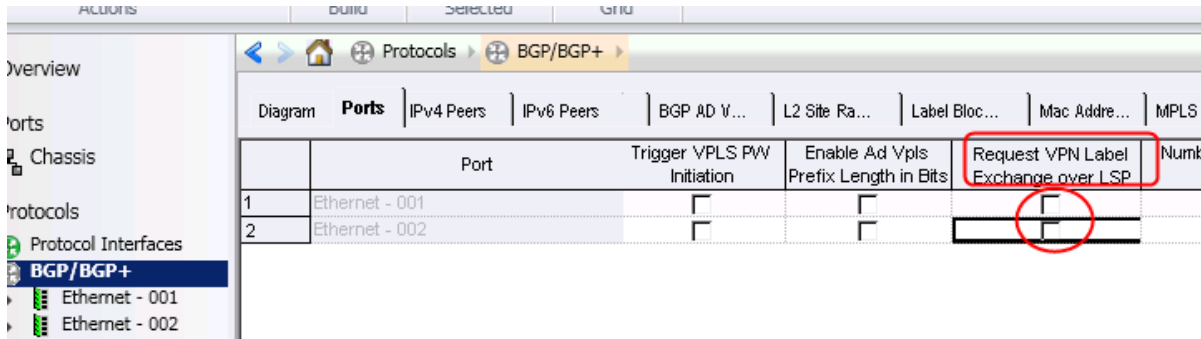 Actions Build Selected Grid
Overview
Protocols BGP/BGP+
Ports
Chassis
Protocols
Protocol Interfaces
BGP/BGP+
Ethernet - 001
Ethernet - 002
Diagram Ports IPv4 Peers IPv6 Peers BGP AD V... L2 Site Ra... Label Bloc... Mac Addre... MPLS
Port
Trigger VPLS PW
Initiation
Enable Ad Vpls
Prefix Length in Bits
Request VPN Label
Exchange over LSP
Numb
1 Ethernet - 001
2 Ethernet - 002